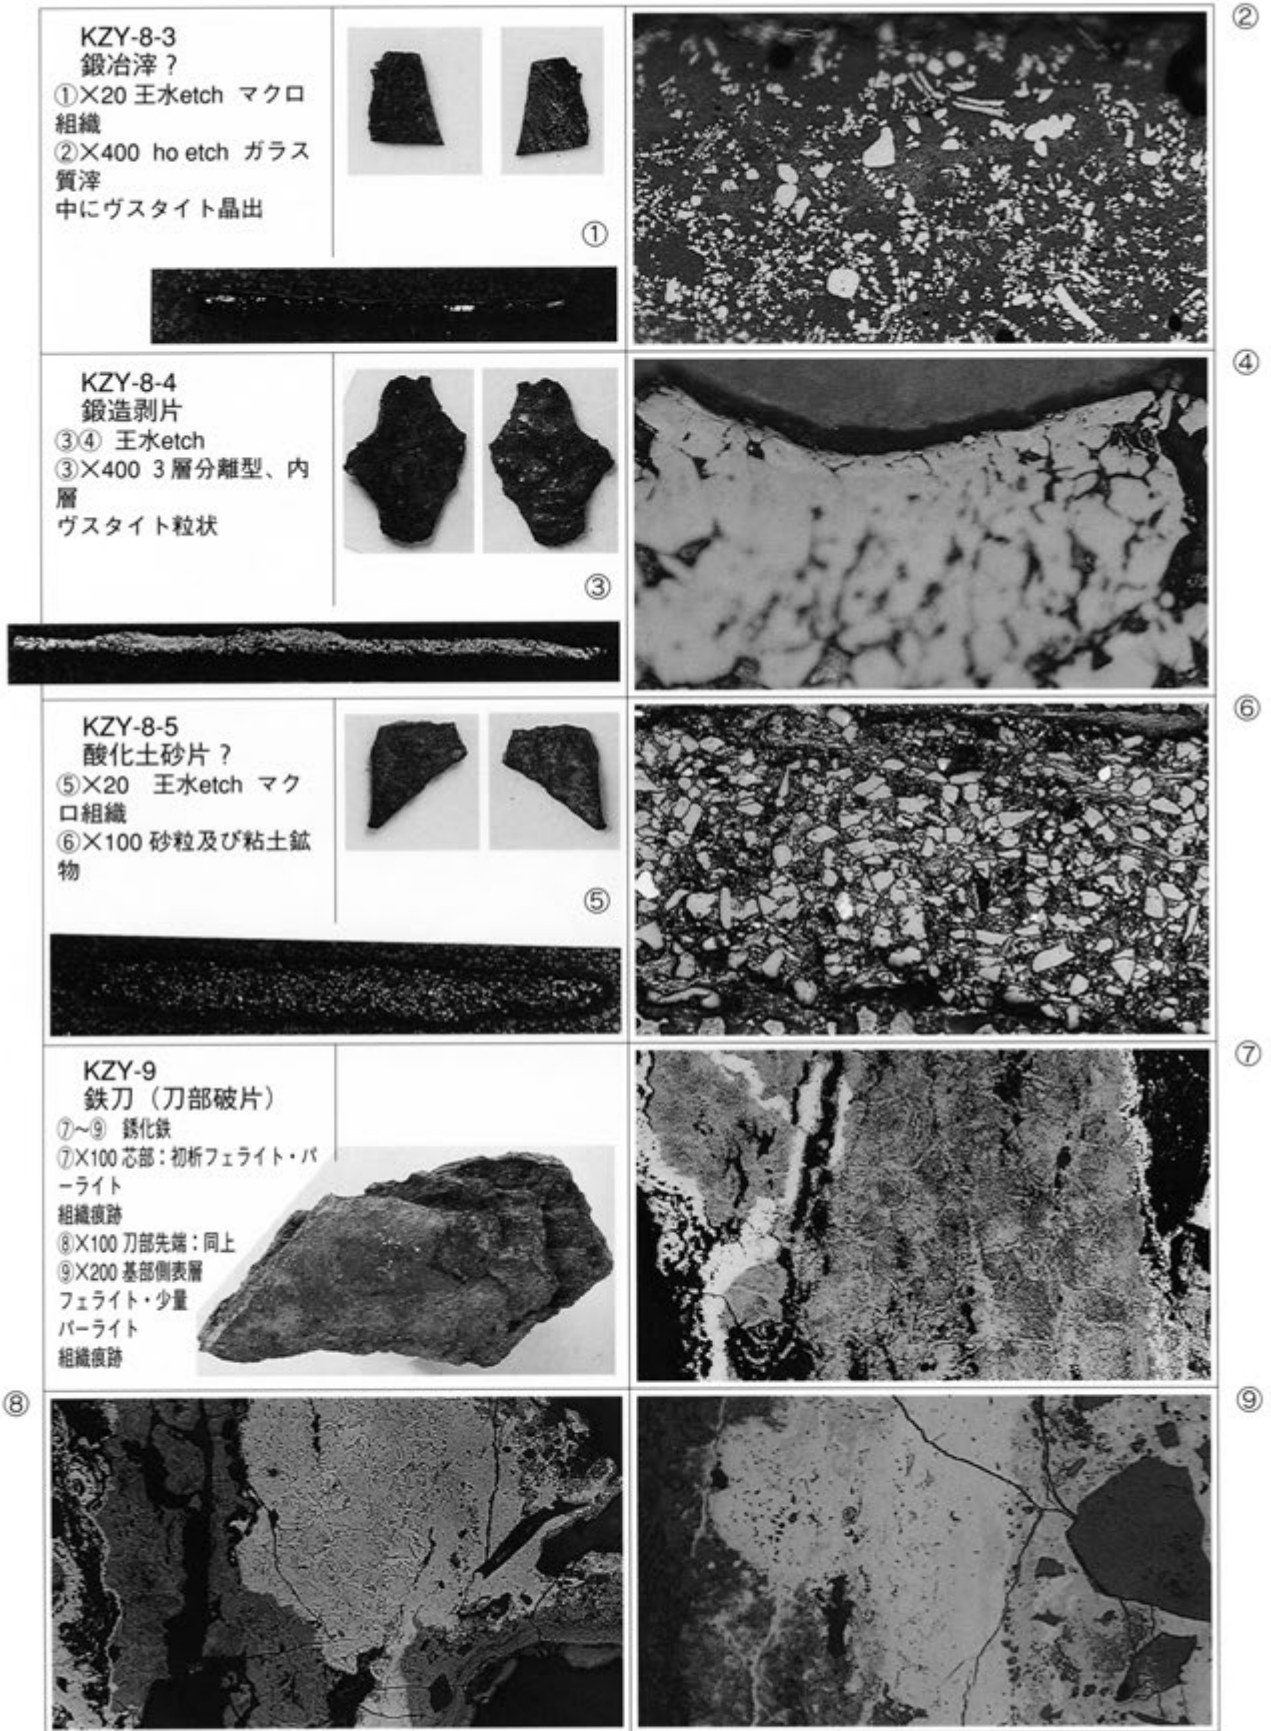 KZY-8-3
鍛冶滓?
①×20 王水etch マクロ
組織
②×400 ho etch ガラス
質滓
中にヴスタイト晶出
①
②
KZY-8-4
鍛造剥片
③④ 王水etch
③×400 3層分離型、内
層
ヴスタイト粒状
③
④
KZY-8-5
酸化土砂片?
⑤×20 王水etch マク
ロ組織
⑥×100 砂粒及び粘土鉱
物
⑤
⑥
KZY-9
鉄刀(刀部破片)
⑦~⑨ 銹化鉄
⑦×100 芯部:初析フェライト・パ
ーライト
組織痕跡
⑧×100 刀部先端:同上
⑨×200 基部側表層
フェライト・少量
パーライト
組織痕跡
⑦
⑧
⑨